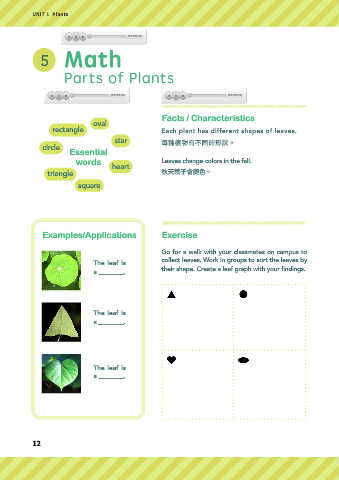 UNIT 1 Plants
5
Math
Parts of Plants
oval
rectangle
star
circle
Essential
words
heart
triangle
square
Facts / Characteristics
Each plant has different shapes of leaves.
每種植物有不同的形狀。
Leaves change colors in the fall.
秋天葉子會變色。
Examples/Applications
The leaf is
a ______.
The leaf is
a ______.
The leaf is
a ______.
Exercise
Go for a walk with your classmates on campus to
collect leaves. Work in groups to sort the leaves by
their shape. Create a leaf graph with your findings.
12